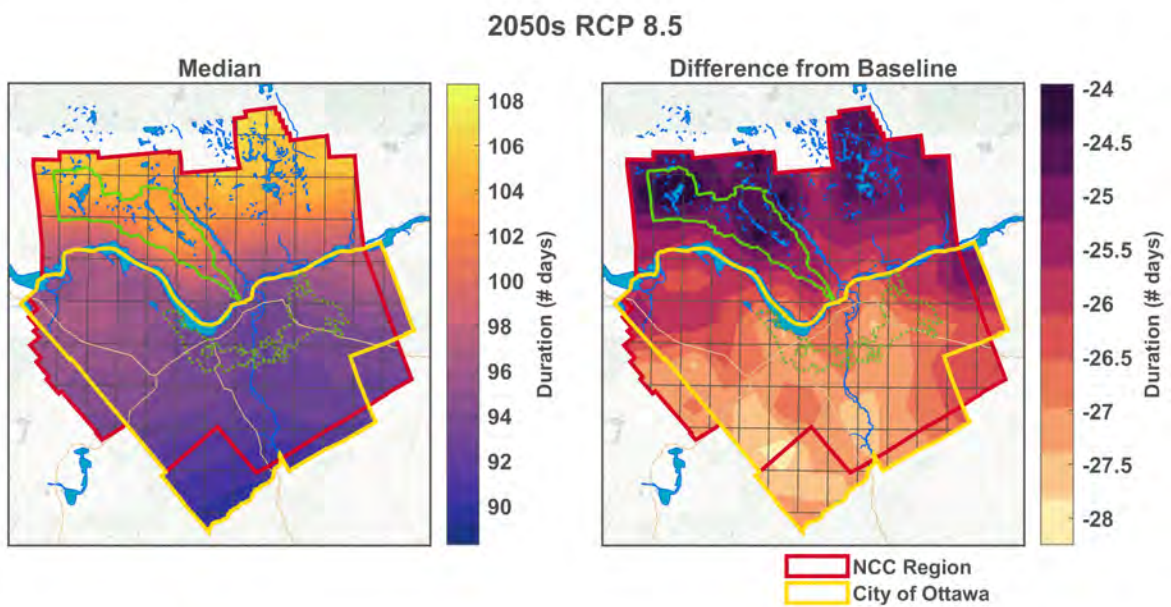 2050s RCP 8.5
Median
Difference from Baseline
108
106
104
102
100
98
96
94
92
90
Duration (# days)
-24
-24.5
-25
-25.5
-26
-26.5
-27
-27.5
-28
Duration (# days)
NCC Region
City of Ottawa